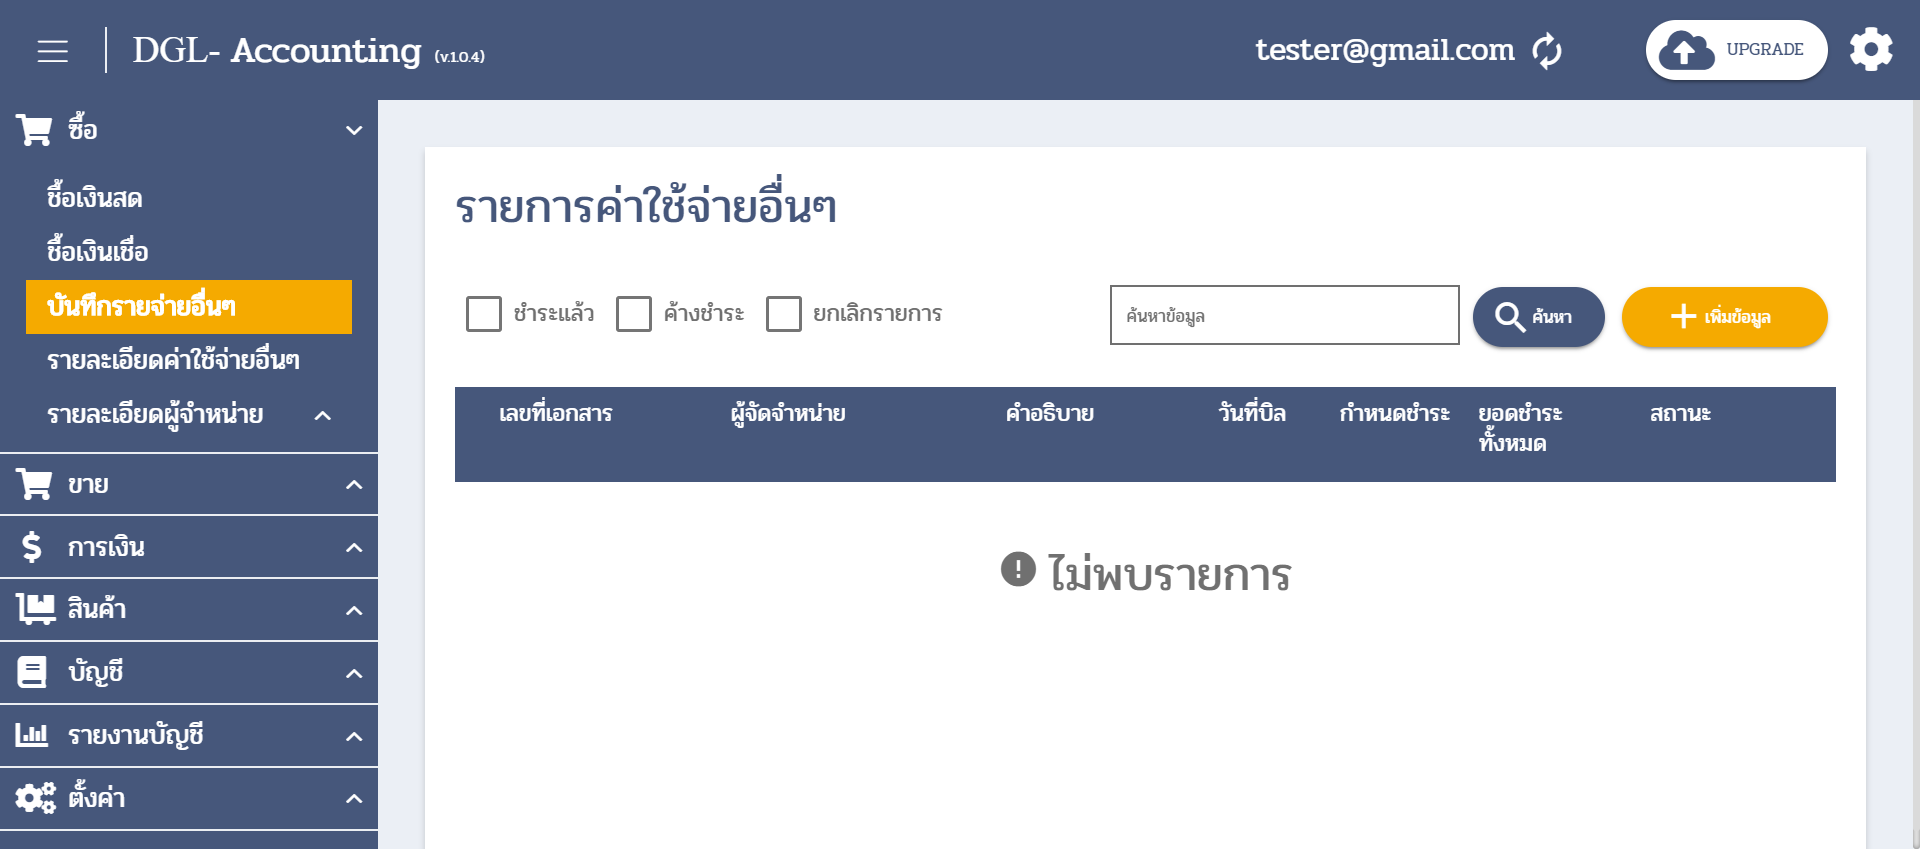 DGL- Accounting (v.1.0.4)
tester@gmail.com
UPGRADE
ซื้อ
ซื้อเงินสด
ซื้อเงินเชื่อ
บันทึกรายจ่ายอื่นๆ
รายละเอียดค่าใช้จ่ายอื่นๆ
รายละเอียดผู้จำหน่าย
ขาย
การเงิน
สินค้า
บัญชี
รายงานบัญชี
ตั้งค่า
รายการค่าใช้จ่ายอื่นๆ
ชำระแล้ว ค้างชำระ ยกเลิกรายการ
ค้นหาข้อมูล ค้นหา เพิ่มข้อมูล
เลขที่เอกสาร ผู้จัดจำหน่าย คำอธิบาย วันที่บิล กำหนดชำระ ยอดชำระ สถานะ
ทั้งหมด
ไม่พบรายการ